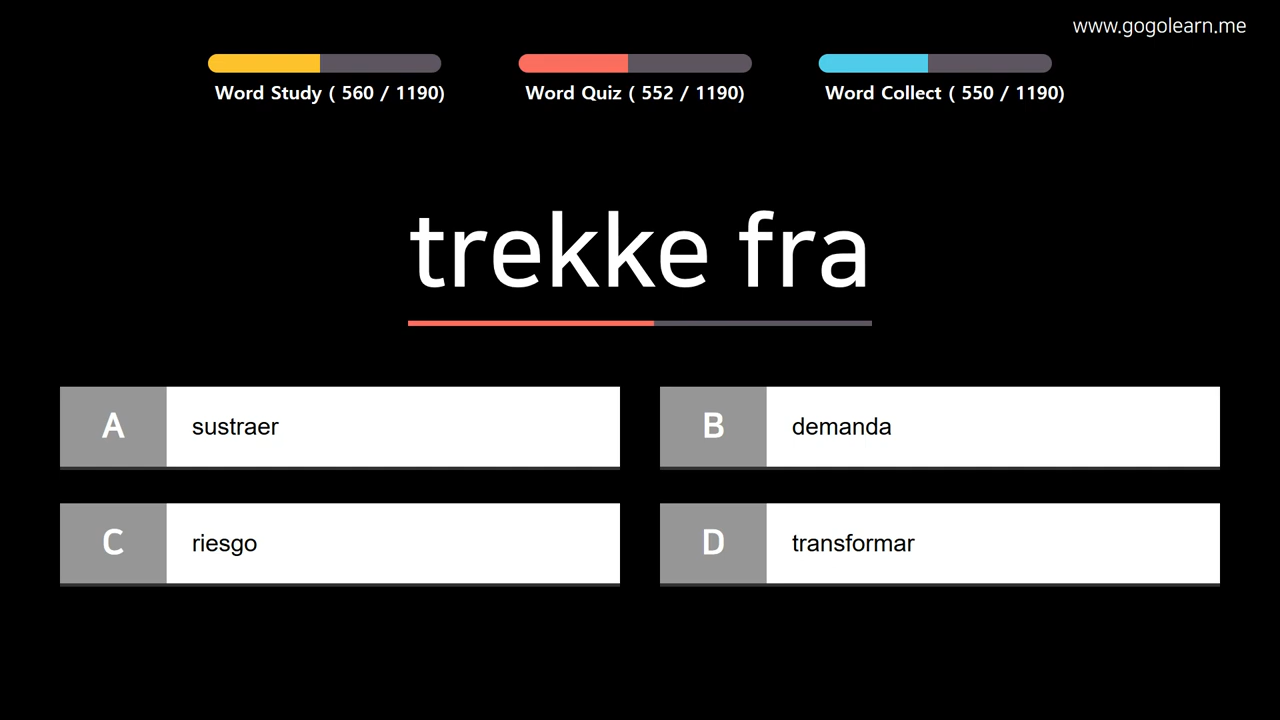 www.gogolearn.me
Word Study ( 560 / 1190)
Word Quiz ( 552 / 1190)
Word Collect ( 550 / 1190)
trekke fra
A
sustraer
B
demanda
C
riesgo
D
transformar